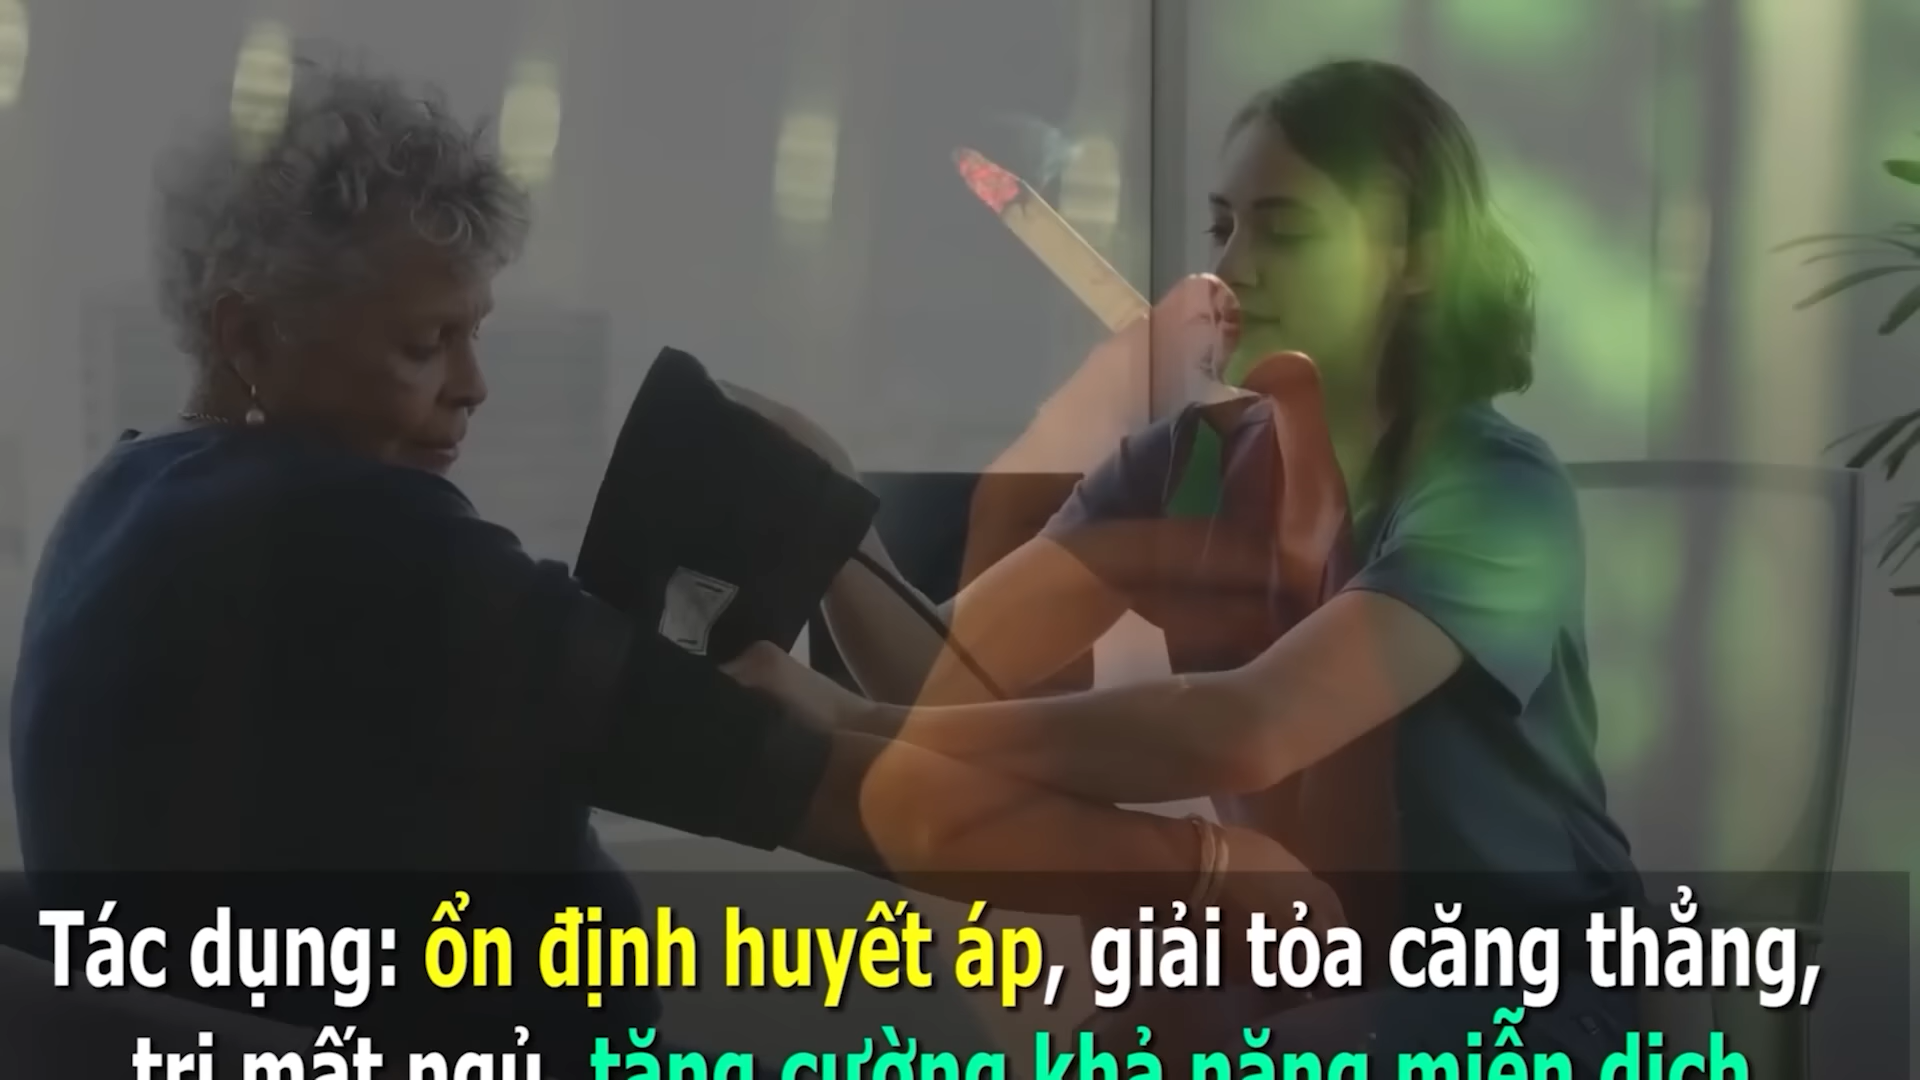 Tác dụng: ổn định huyết áp, giải tỏa căng thẳng,
trị mất ngủ, tăng cường khả năng miễn dịch